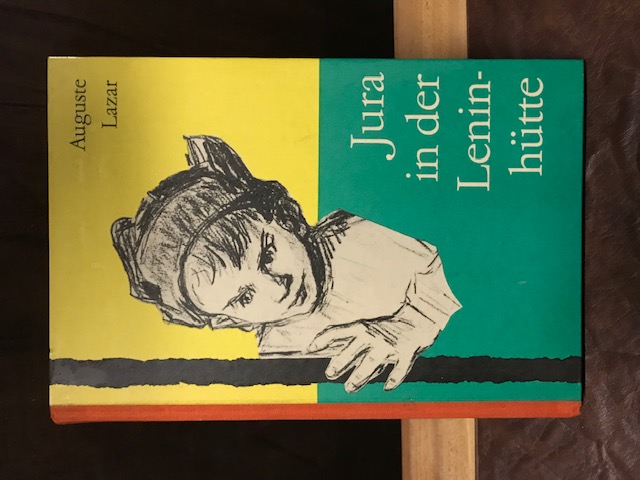 Auguste
Lazar
Jura
in der
Lenin-
hütte